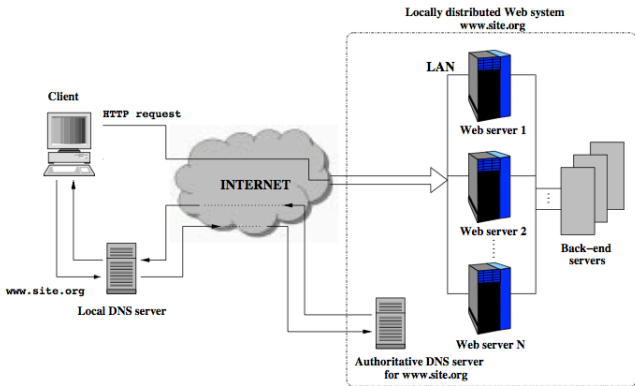 Locally distributed Web system
www.site.org
LAN
Client
HTTP request
Web server 1
INTERNET
Web server 2
Back-end
servers
www.site.org
Local DNS server
Web server N
Authoritative DNS server
for www.site.org